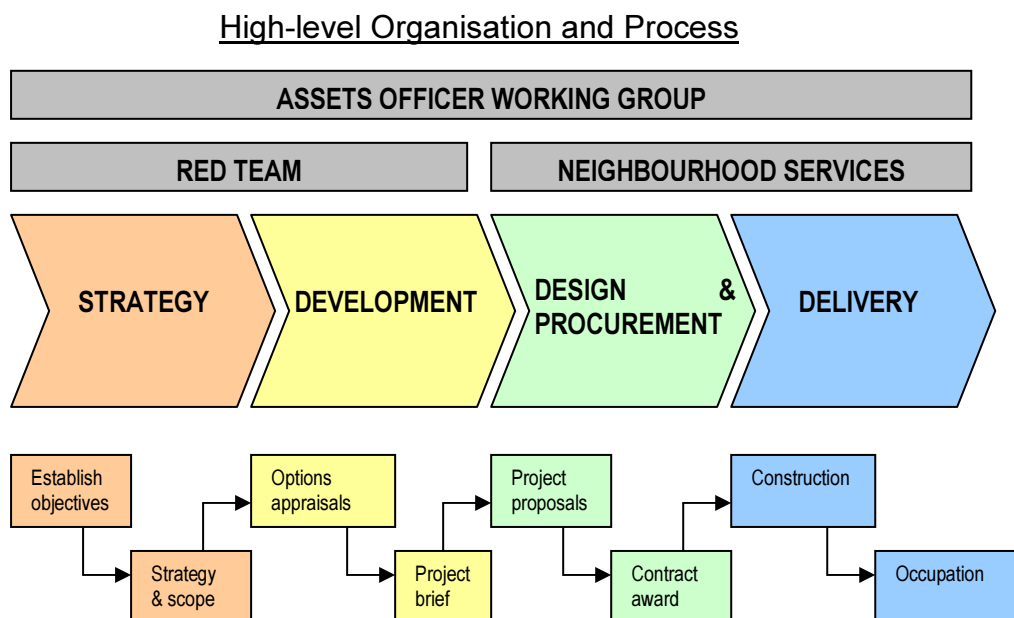 High-level Organisation and Process
ASSETS OFFICER WORKING GROUP
RED TEAM
NEIGHBOURHOOD SERVICES
STRATEGY
DEVELOPMENT
DESIGN &
PROCUREMENT
DELIVERY
Establish
objectives
Strategy
& scope
Options
appraisals
Project
brief
Project
proposals
Contract
award
Construction
Occupation